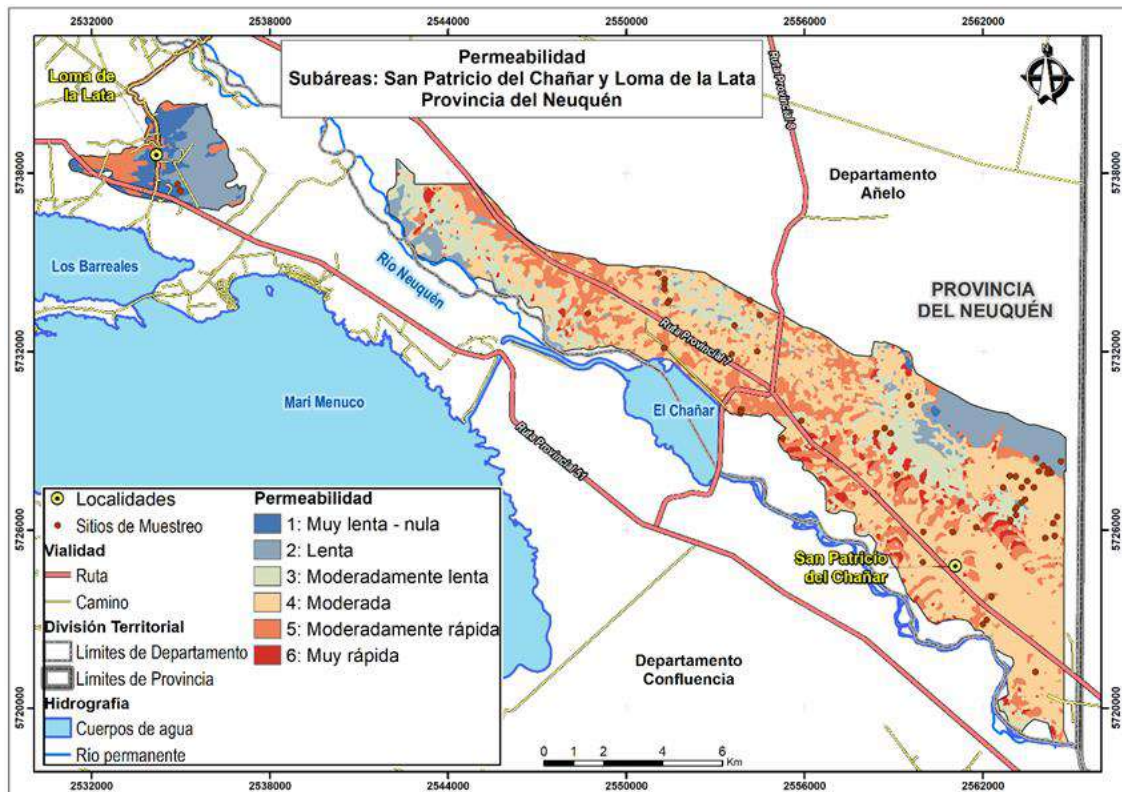 2532000 2538000 2544000 2550000 2556000 2562000
Permeabilidad
Subáreas: San Patricio del Chañar y Loma de la Lata
Provincia del Neuquén
N
Loma de
la Lata
Ruta Provincial 8
5738000
5738000
Departamento
Añelo
Los Barreales
Río Neuquén
PROVINCIA
DEL NEUQUÉN
5732000
5732000
Ruta Provincial 7
Mari Menuco
El Chañar
Ruta Provincial 51
5726000
5726000
San Patricio
del Chañar
Departamento
Confluencia
5720000
5720000
Localidades
Sitios de Muestreo
Vialidad
Ruta
Camino
División Territorial
Limites de Departamento
Limites de Provincia
Hidrografía
Cuerpos de agua
Río permanente
Permeabilidad
1: Muy lenta - nula
2: Lenta
3: Moderadamente lenta
4: Moderada
5: Moderadamente rápida
6: Muy rápida
0 1 2 4 6
Km
2532000 2538000 2544000 2550000 2556000 2562000